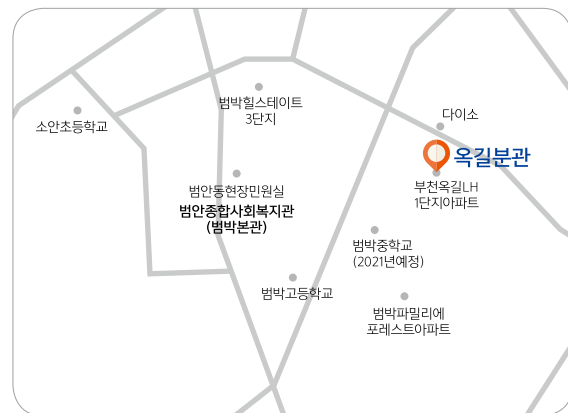 범박힐스테이트
3단지
다이소
소안초등학교
옥길분관
부천옥길LH
1단지아파트
범안동현장민원실
범안종합사회복지관
(범박본관)
범박중학교
(2021년예정)
범박고등학교
범박파밀리에
포레스트아파트